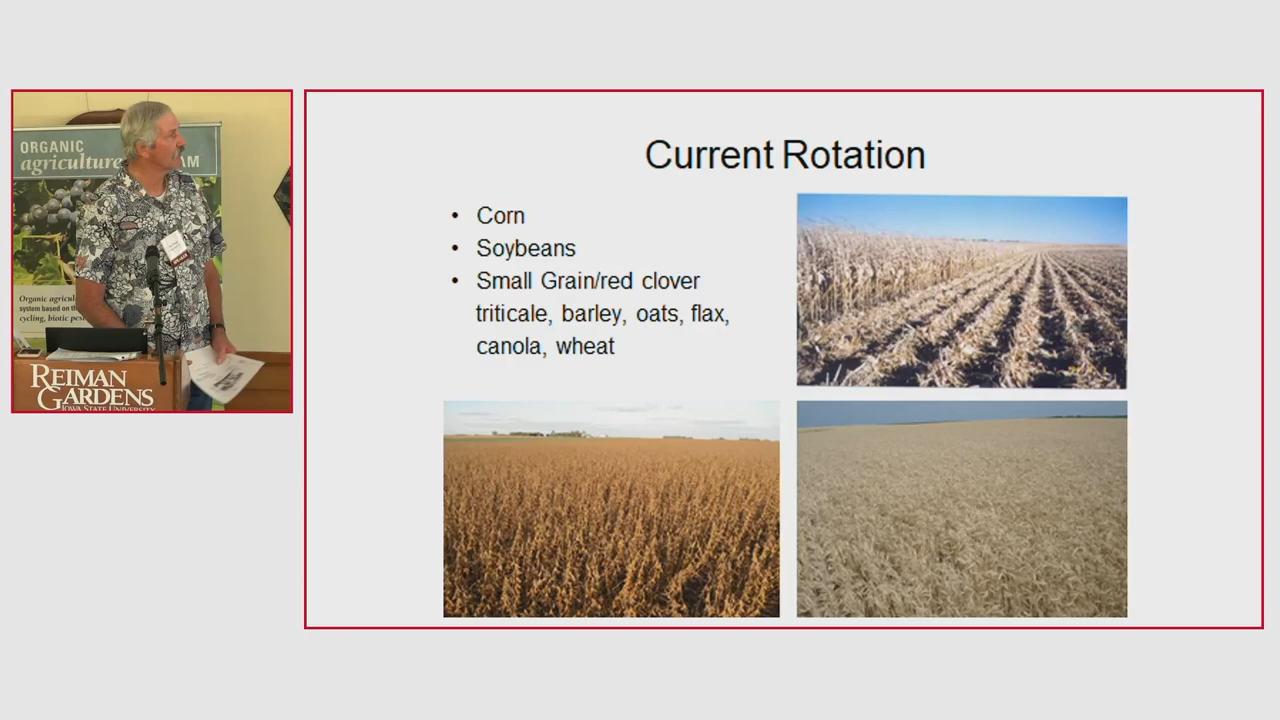 ORGANIC
agriculture AM
Organic agricul
system based on th
cycling, biotic pes
REIMAN
GARDENS
IOWA STATE UNIVERSITY
Current Rotation
• Corn
• Soybeans
• Small Grain/red clover
triticale, barley, oats, flax,
canola, wheat